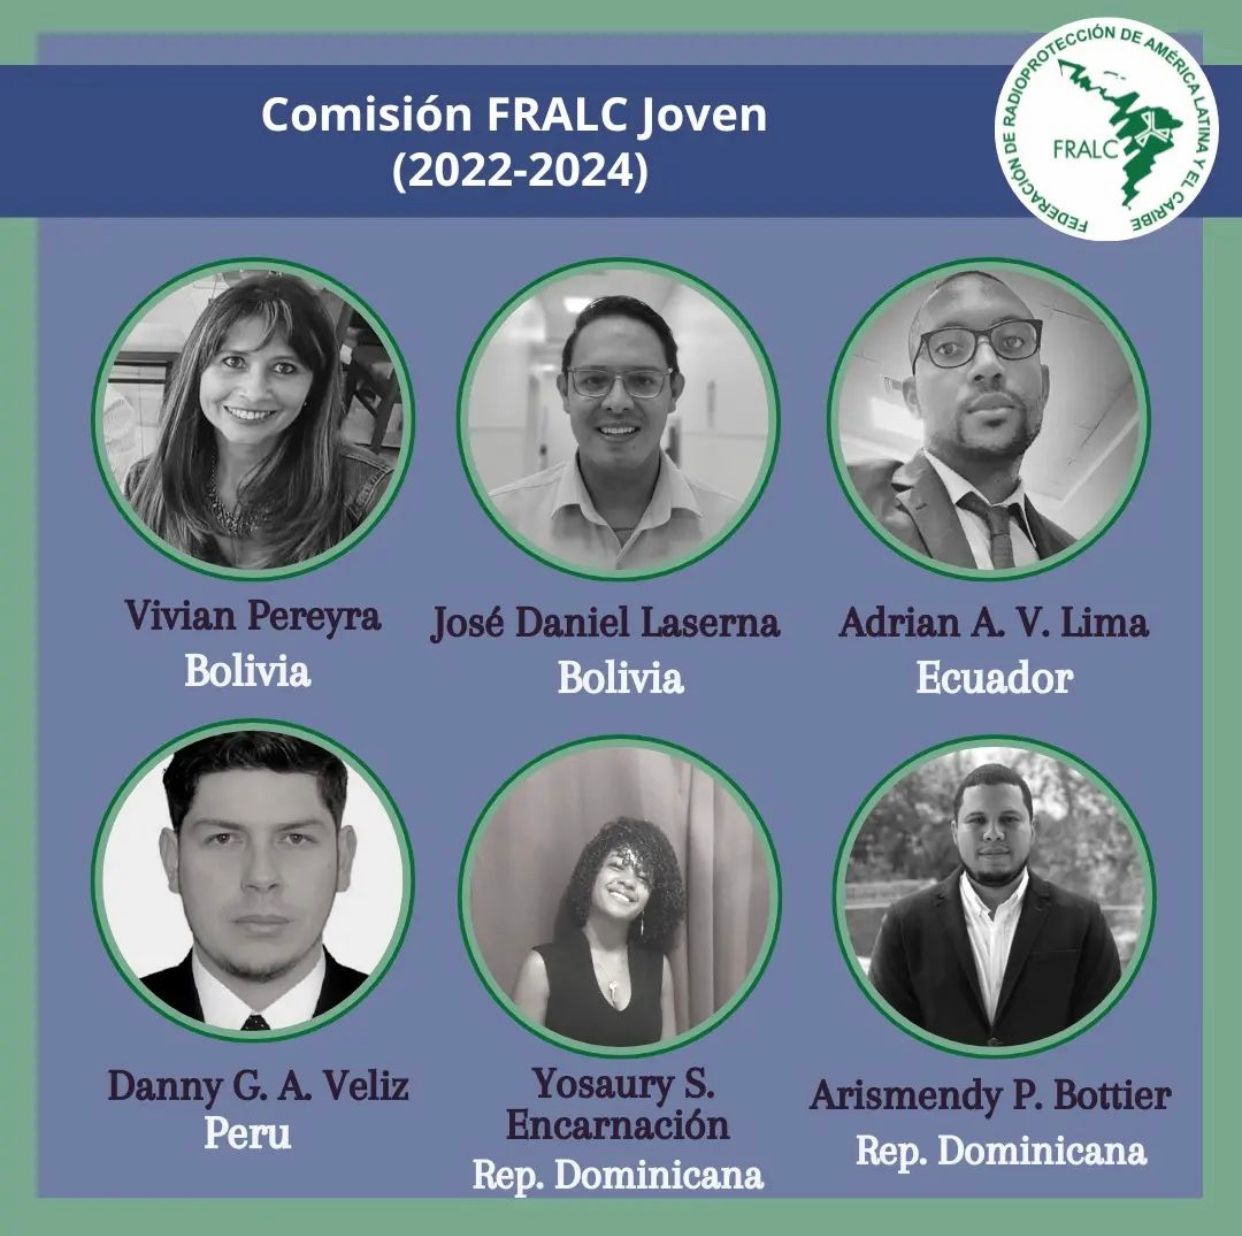 Comisión FRALC Joven
(2022-2024)
FEDERACIÓN DE RADIOPROTECCIÓN DE AMÉRICA LATINA Y EL CARIBE
FRALC
Vivian Pereyra
Bolivia
José Daniel Laserna
Bolivia
Adrian A. V. Lima
Ecuador
Danny G. A. Veliz
Peru
Yosaury S.
Encarnación
Rep. Dominicana
Arismendy P. Bottier
Rep. Dominicana